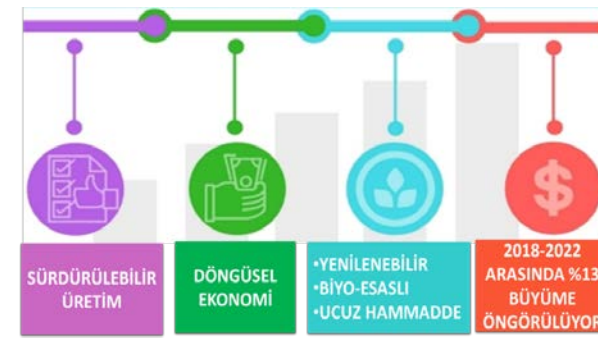 SÜRDÜRÜLEBİLİR
ÜRETİM
DÖNGÜSEL
EKONOMİ
•YENİLENEBİLİR
•BİYO-ESASLI
•UCUZ HAMMADDE
2018-2022
ARASINDA %13
BÜYÜME
ÖNGÖRÜLÜYOR